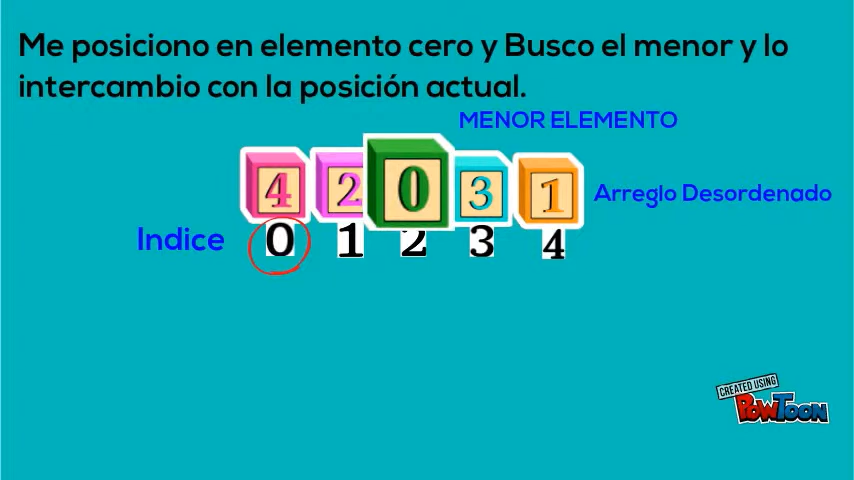 Me posiciono en elemento cero y Busco el menor y lo
intercambio con la posición actual.
MENOR ELEMENTO
4 2 0 3 1
Arreglo Desordenado
Indice 0 1 2 3 4
CREATED USING
POWTOON